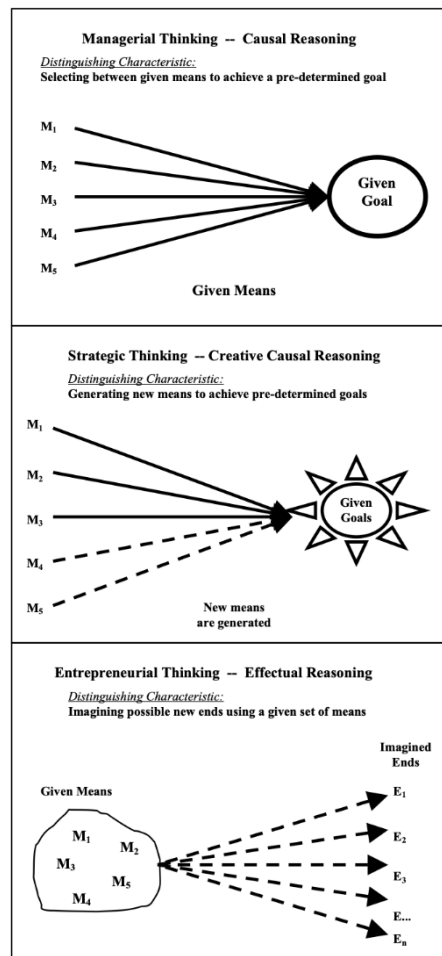 Managerial Thinking -- Causal Reasoning
Distinguishing Characteristic:
Selecting between given means to achieve a pre-determined goal
M1
M2
M3
M4
M5
Given
Goal
Given Means
Strategic Thinking -- Creative Causal Reasoning
Distinguishing Characteristic:
Generating new means to achieve pre-determined goals
M1
M2
M3
M4
M5
Given
Goals
New means
are generated
Entrepreneurial Thinking -- Effectual Reasoning
Distinguishing Characteristic:
Imagining possible new ends using a given set of means
Imagined
Ends
Given Means
M1
M2
M3
M5
M4
E1
E2
E3
E...
En